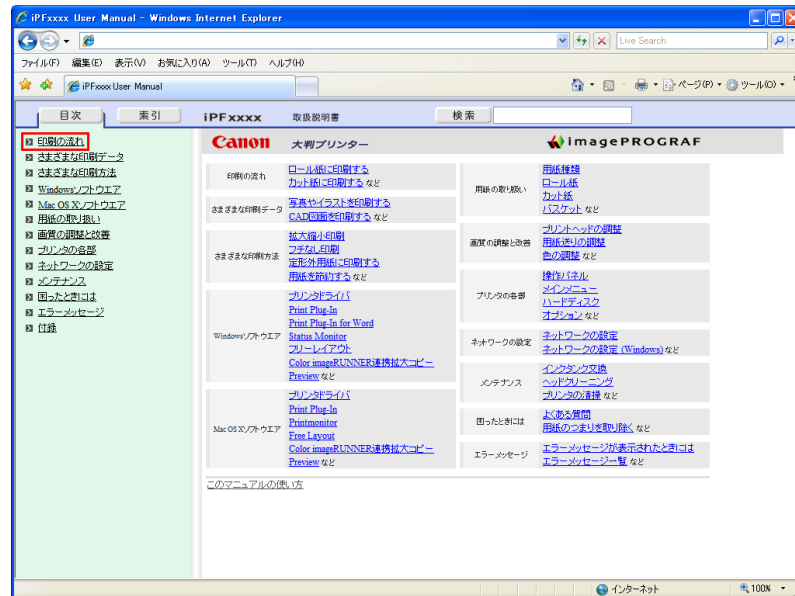 iPFxxxx User Manual - Windows Internet Explorer
Live Search
ファイル(F) 編集(E) 表示(V) お気に入り(A) ツール(T) ヘルプ(H)
iPFxxxx User Manual
ページ(P) ツール(O)
目次 索引 iPFxxxx 取扱説明書 検索
印刷の流れ
さまざまな印刷データ
さまざまな印刷方法
Windowsソフトウエア
Mac OS Xソフトウエア
用紙の取り扱い
画質の調整と改善
プリンタの各部
ネットワークの設定
メンテナンス
困ったときには
エラーメッセージ
付録
Canon 大判プリンター imagePROGRAF
印刷の流れ
ロール紙に印刷する
カット紙に印刷する など
さまざまな印刷データ
写真やイラストを印刷する
CAD図面を印刷する など
さまざまな印刷方法
拡大縮小印刷
フチなし印刷
定形外用紙に印刷する
用紙を節約する など
Windowsソフトウエア
プリンタドライバ
Print Plug-In
Print Plug-In for Word
Status Monitor
フリーレイアウト
Color imageRUNNER連携拡大コピー
Preview など
Mac OS Xソフトウエア
プリンタドライバ
Print Plug-In
Printmonitor
Free Layout
Color imageRUNNER連携拡大コピー
Preview など
用紙の取り扱い
用紙種類
ロール紙
カット紙
バスケット など
画質の調整と改善
プリントヘッドの調整
用紙送りの調整
色の調整 など
プリンタの各部
操作パネル
メインメニュー
ハードディスク
オプション など
ネットワークの設定
ネットワークの設定
ネットワークの設定 (Windows) など
メンテナンス
インクタンク交換
ヘッドクリーニング
プリンタの清掃 など
困ったときには
よくある質問
用紙のつまりを取り除く など
エラーメッセージ
エラーメッセージが表示されたときには
エラーメッセージ一覧 など
このマニュアルの使い方
インターネット 100%